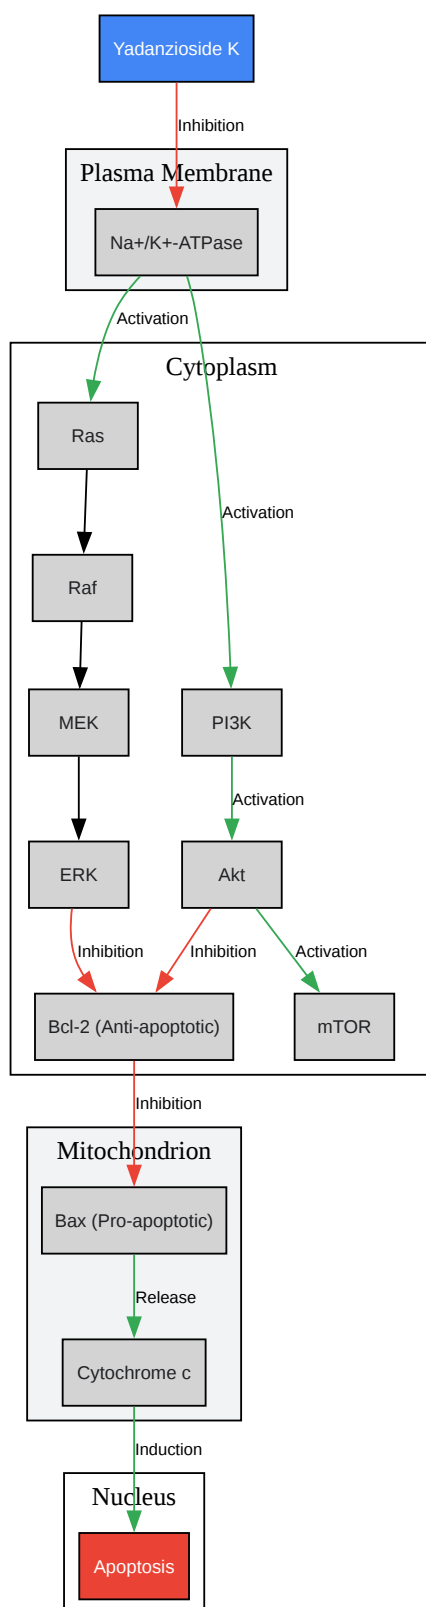 Yadanzioside K
Inhibition
Plasma Membrane
Na+/K+-ATPase
Activation
Cytoplasm
Ras
Activation
Raf
MEK
PI3K
Activation
ERK
Akt
Inhibition
Inhibition
Activation
Bcl-2 (Anti-apoptotic)
mTOR
Inhibition
Mitochondrion
Bax (Pro-apoptotic)
Release
Cytochrome c
Induction
Nucleus
Apoptosis